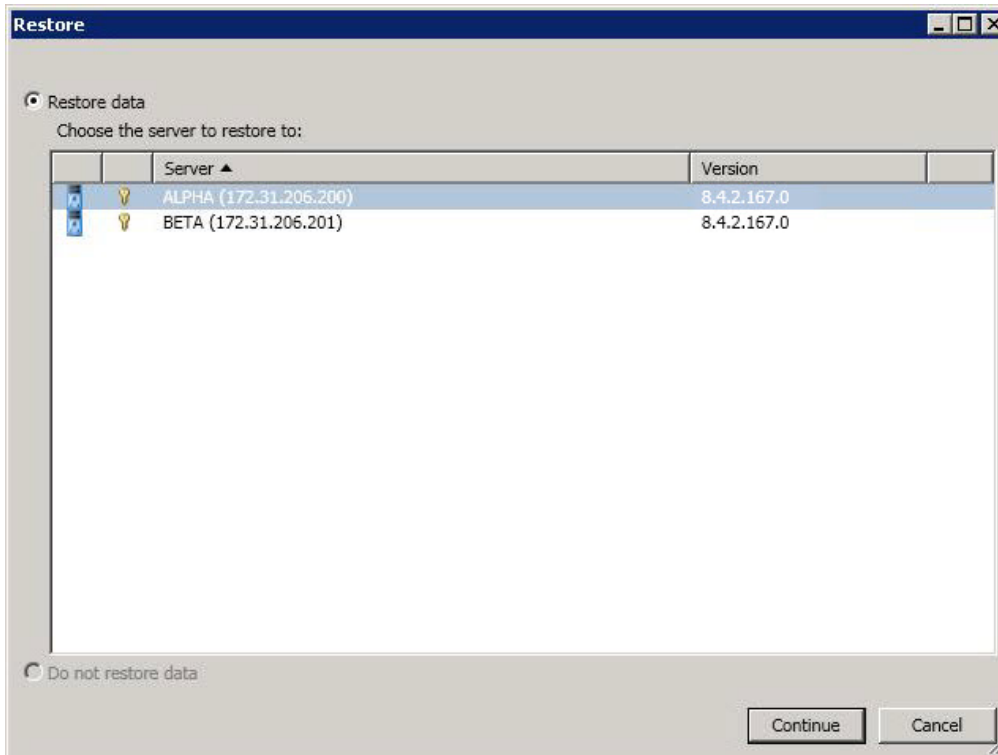 Restore
Restore data
Choose the server to restore to:
Server Version
ALPHA (172.31.206.200) 8.4.2.167.0
BETA (172.31.206.201) 8.4.2.167.0
Do not restore data
Continue Cancel